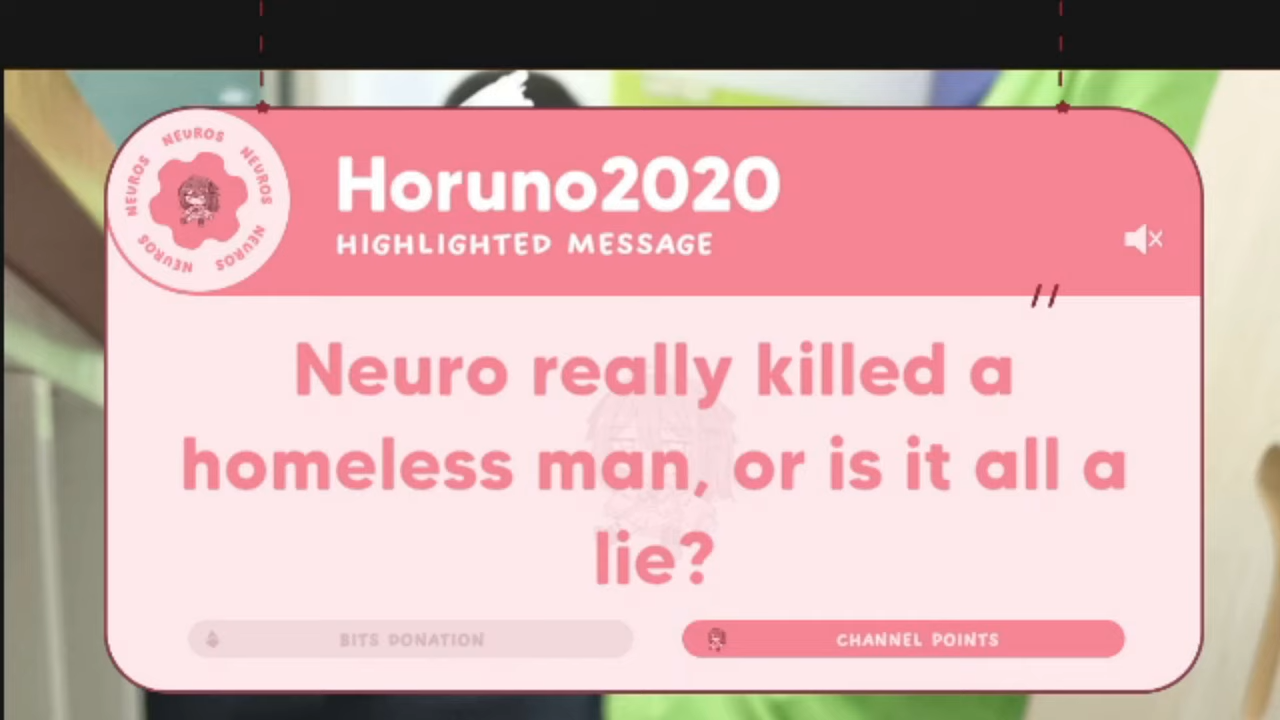 NEUROS NEUROS NEUROS NEUROS NEUROS
Horuno2020
HIGHLIGHTED MESSAGE
Neuro really killed a
homeless man, or is it all a
lie?
BITS DONATION
CHANNEL POINTS